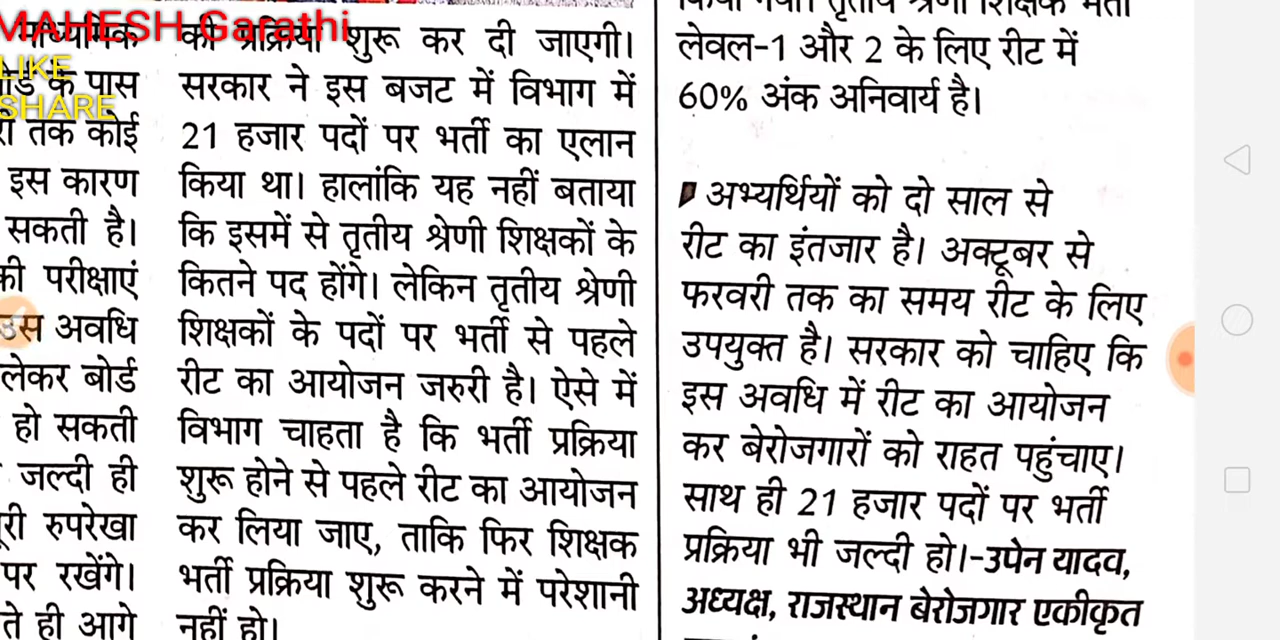 MAHESH Garathi
LIKE
SHARE
माध्यमिक
के पास
तक कोई
इस कारण
सकती है।
की परीक्षाएं
उस अवधि
लेकर बोर्ड
हो सकती
जल्दी ही
रुपरेखा
पर रखेंगे।
ही आगे
की प्रक्रिया शुरू कर दी जाएगी।
सरकार ने इस बजट में विभाग में
21 हजार पदों पर भर्ती का एलान
किया था। हालांकि यह नहीं बताया
कि इसमें से तृतीय श्रेणी शिक्षकों के
कितने पद होंगे। लेकिन तृतीय श्रेणी
शिक्षकों के पदों पर भर्ती से पहले
रीट का आयोजन जरुरी है। ऐसे में
विभाग चाहता है कि भर्ती प्रक्रिया
शुरू होने से पहले रीट का आयोजन
कर लिया जाए, ताकि फिर शिक्षक
भर्ती प्रक्रिया शुरू करने में परेशानी
नहीं हो।
तृतीय श्रेणी शिक्षक भर्ती
लेवल-1 और 2 के लिए रीट में
60% अंक अनिवार्य है।
अभ्यर्थियों को दो साल से
रीट का इंतजार है। अक्टूबर से
फरवरी तक का समय रीट के लिए
उपयुक्त है। सरकार को चाहिए कि
इस अवधि में रीट का आयोजन
कर बेरोजगारों को राहत पहुंचाए।
साथ ही 21 हजार पदों पर भर्ती
प्रक्रिया भी जल्दी हो।-उपेन यादव,
अध्यक्ष, राजस्थान बेरोजगार एकीकृत